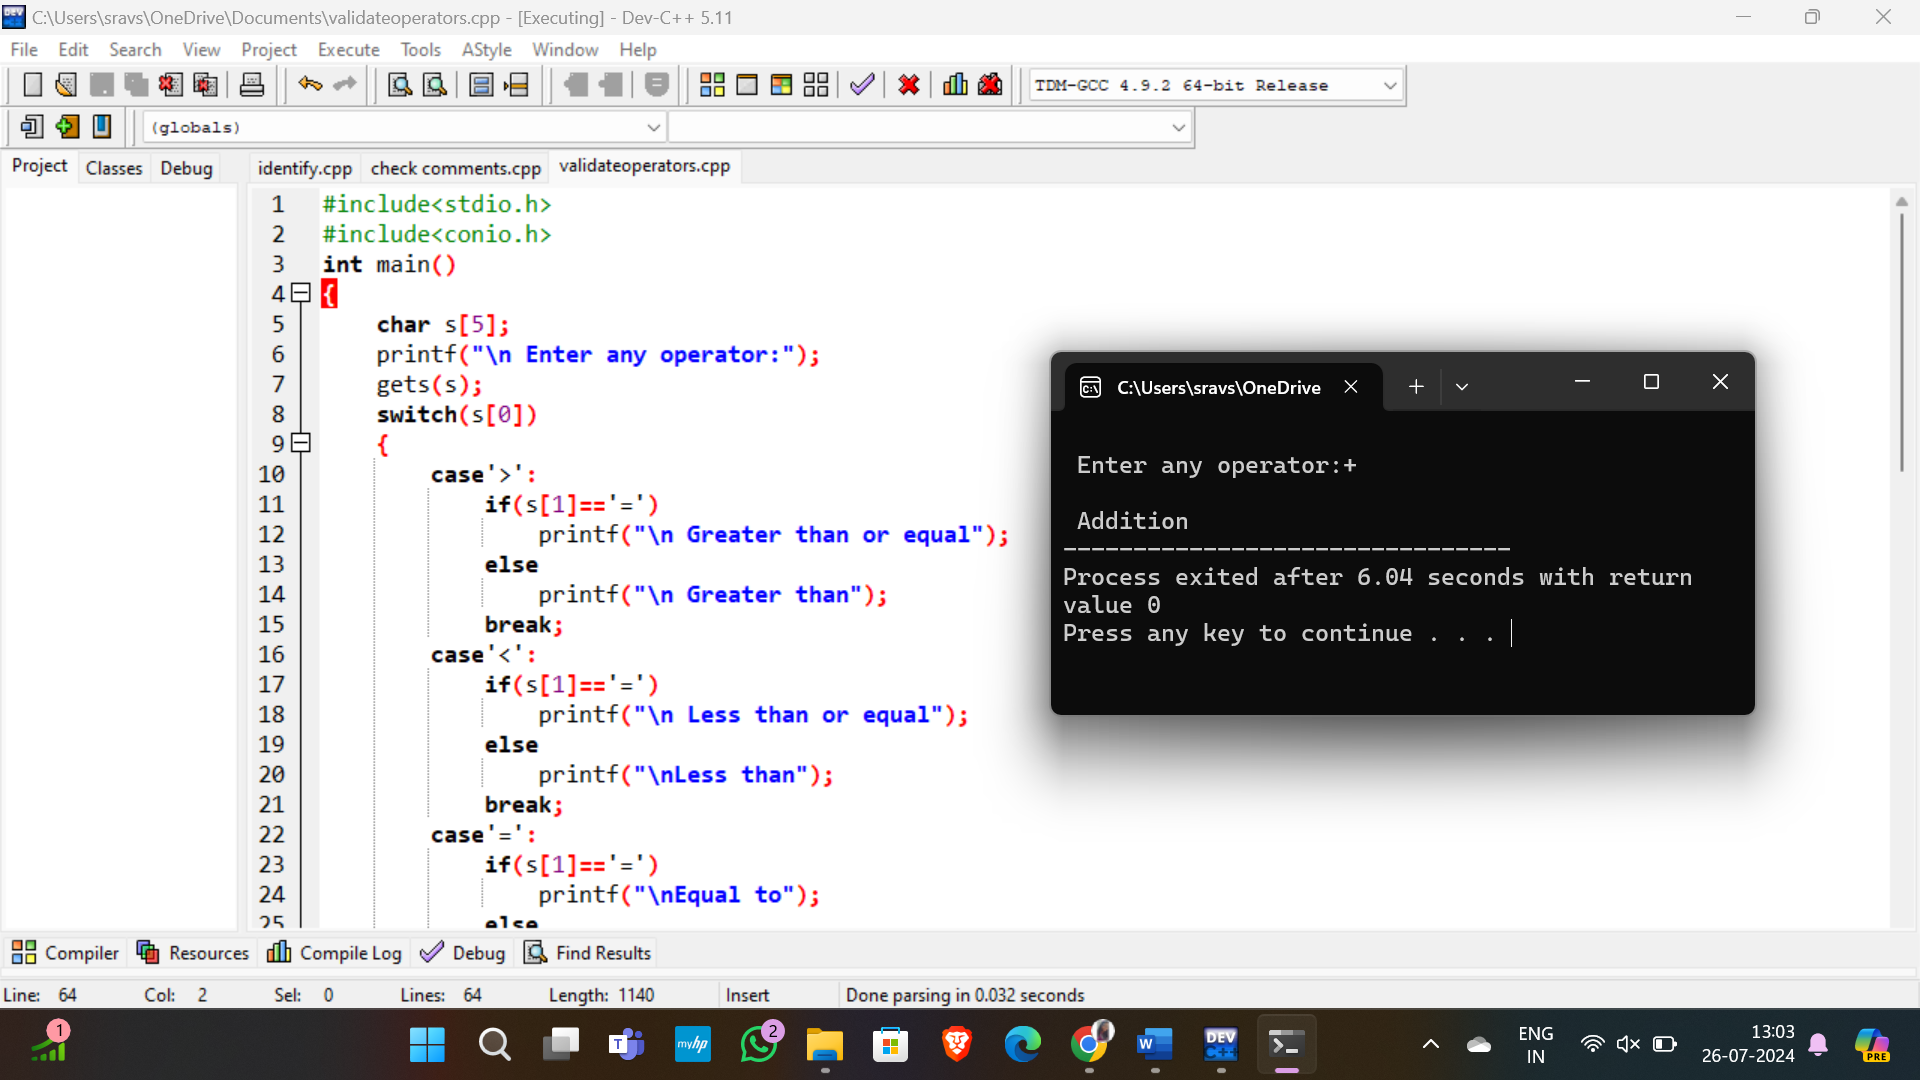 C:\Users\sravs\OneDrive\Documents\validateoperators.cpp - [Executing] - Dev-C++ 5.11
File Edit Search View Project Execute Tools AStyle Window Help
TDM-GCC 4.9.2 64-bit Release
(globals)
Project Classes Debug identify.cpp check comments.cpp validateoperators.cpp
1 #include<stdio.h>
2 #include<conio.h>
3 int main()
4 {
5 char s[5];
6 printf("\n Enter any operator:");
7 gets(s);
8 switch(s[0])
9 {
10 case'>':
11 if(s[1]=='=')
12 printf("\n Greater than or equal");
13 else
14 printf("\n Greater than");
15 break;
16 case'<':
17 if(s[1]=='=')
18 printf("\n Less than or equal");
19 else
20 printf("\nLess than");
21 break;
22 case'=':
23 if(s[1]=='=')
24 printf("\nEqual to");
25 else
C:\Users\sravs\OneDrive
Enter any operator:+
Addition
--------------------------------
Process exited after 6.04 seconds with return
value 0
Press any key to continue . . .
Compiler Resources Compile Log Debug Find Results
Line: 64 Col: 2 Sel: 0 Lines: 64 Length: 1140 Insert Done parsing in 0.032 seconds
1
T
myhp
2
W
DEV
C++
ENG
IN
13:03
26-07-2024
PRE